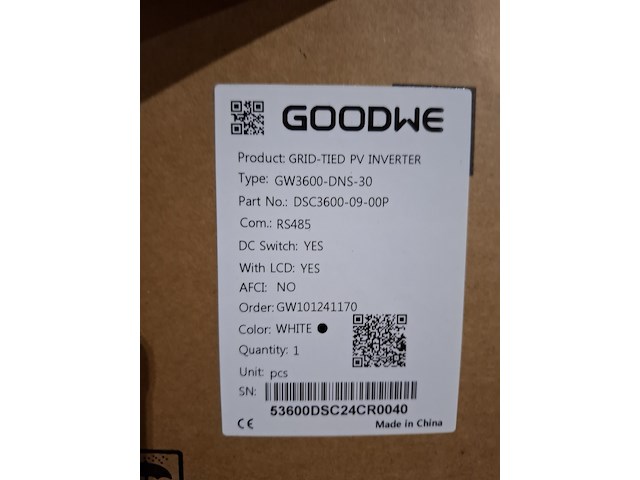 GOODWE
Product: GRID-TIED PV INVERTER
Type: GW3600-DNS-30
Part No.: DSC3600-09-00P
Com.: RS485
DC Switch: YES
With LCD: YES
AFCI: NO
Order: GW101241170
Color: WHITE ●
Quantity: 1
Unit: pcs
SN:
53600DSC24CR0040
CE Made in China